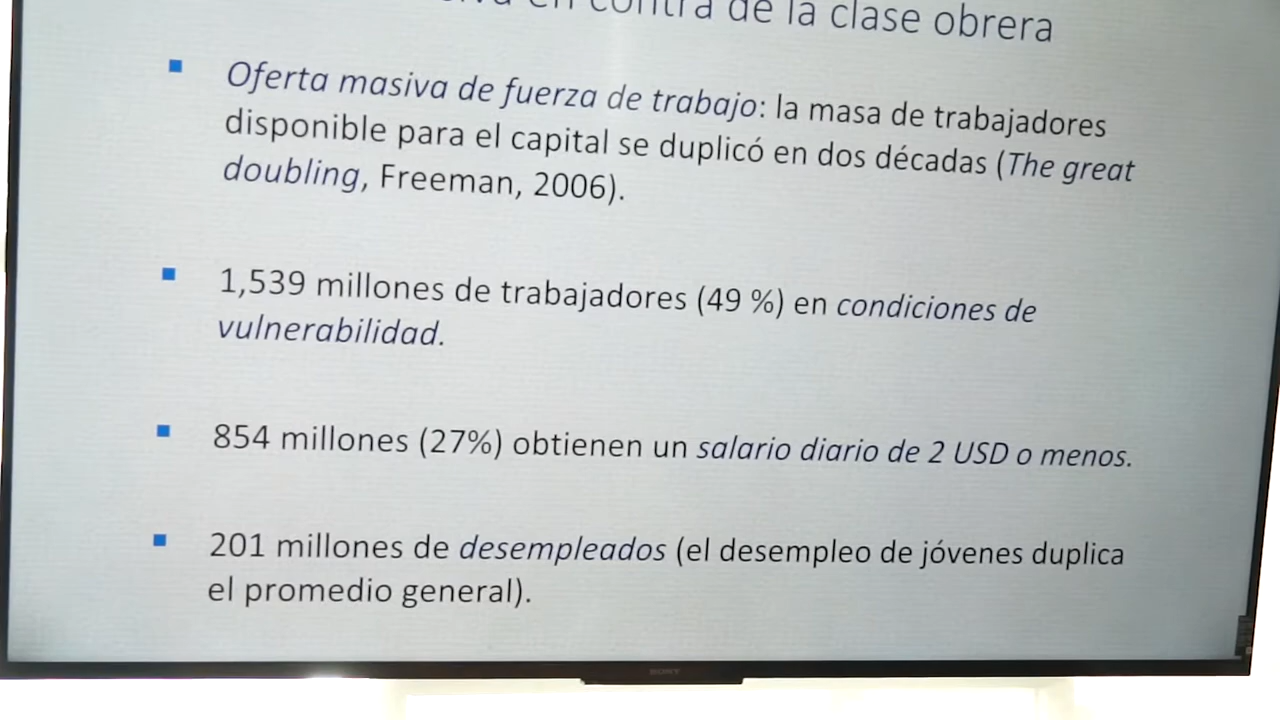 en contra de la clase obrera
Oferta masiva de fuerza de trabajo: la masa de trabajadores
disponible para el capital se duplicó en dos décadas (The great
doubling, Freeman, 2006).
1,539 millones de trabajadores (49 %) en condiciones de
vulnerabilidad.
854 millones (27%) obtienen un salario diario de 2 USD o menos.
201 millones de desempleados (el desempleo de jóvenes duplica
el promedio general).
SONY